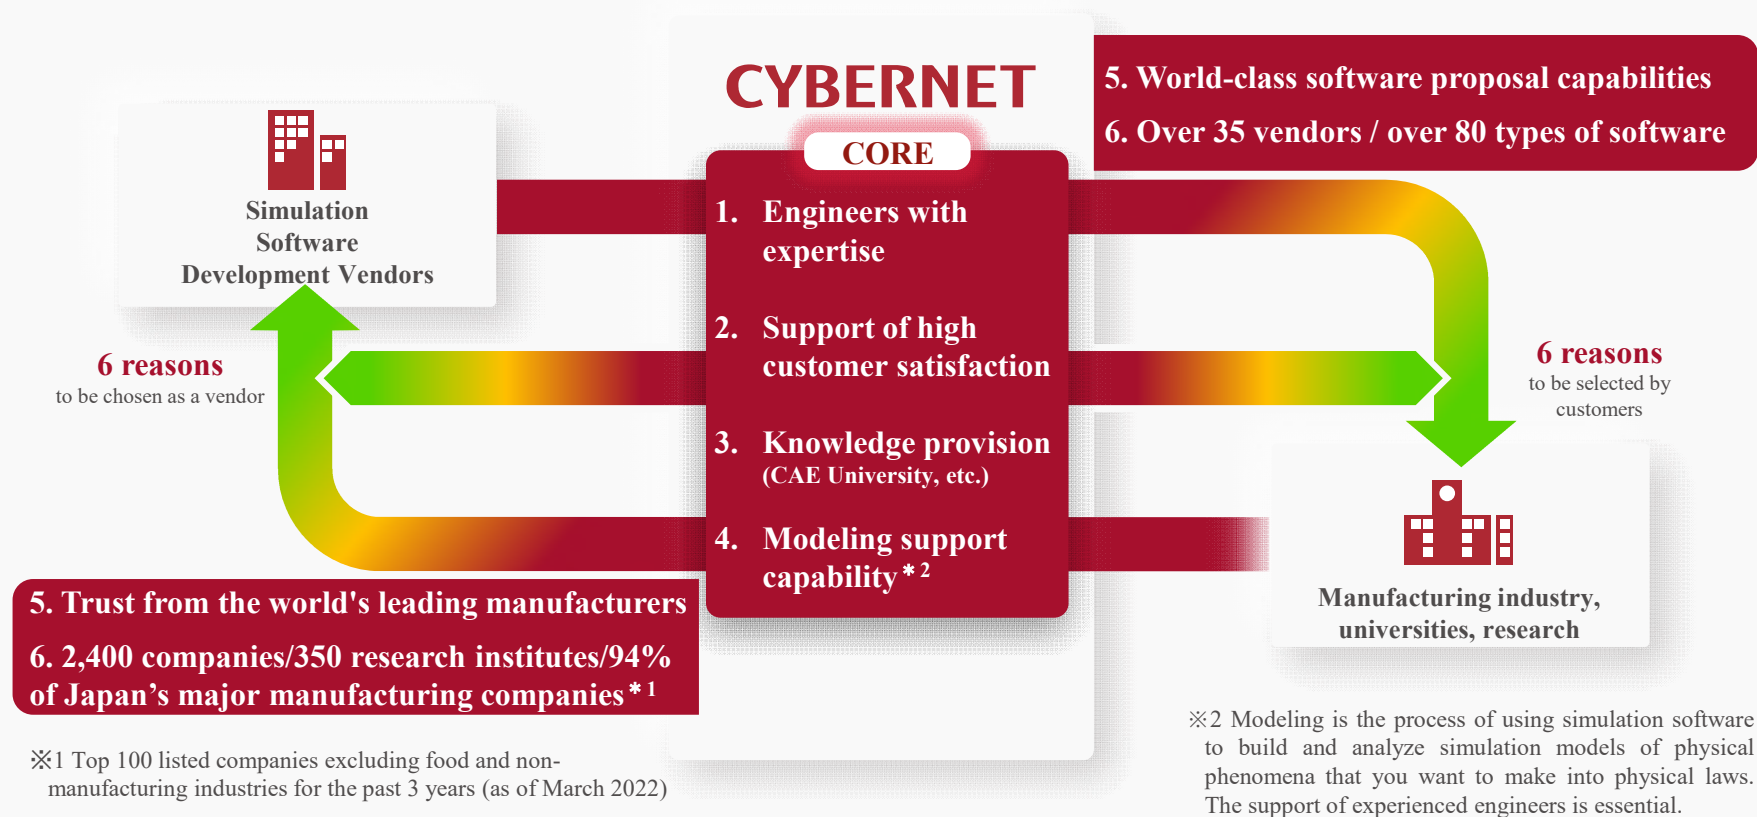 CYBERNET
CORE
1. Engineers with
expertise
2. Support of high
customer satisfaction
3. Knowledge provision
(CAE University, etc.)
4. Modeling support
capability*2
5. World-class software proposal capabilities
6. Over 35 vendors / over 80 types of software
Simulation
Software
Development Vendors
6 reasons
to be chosen as a vendor
6 reasons
to be selected by
customers
Manufacturing industry,
universities, research
5. Trust from the world's leading manufacturers
6. 2,400 companies/350 research institutes/94%
of Japan’s major manufacturing companies*1
※1 Top 100 listed companies excluding food and non-
manufacturing industries for the past 3 years (as of March 2022)
※2 Modeling is the process of using simulation software
to build and analyze simulation models of physical
phenomena that you want to make into physical laws.
The support of experienced engineers is essential.